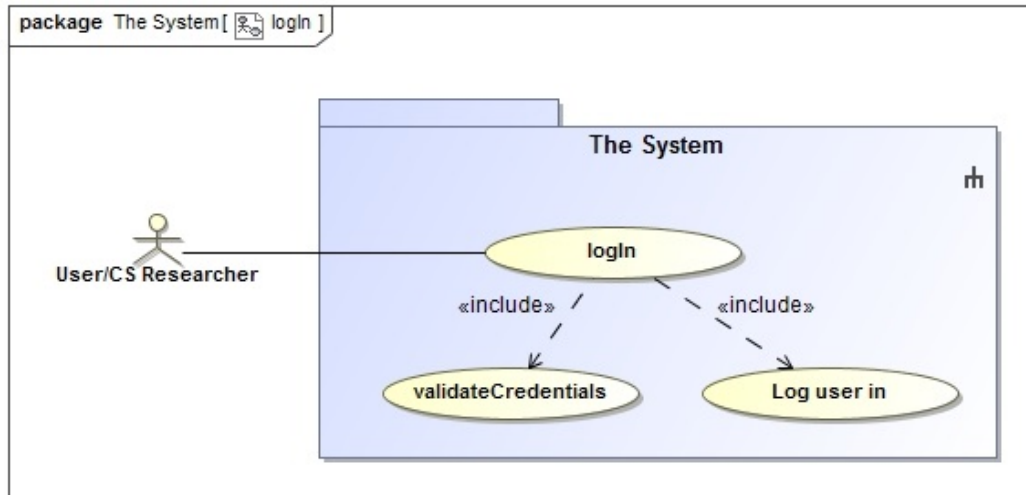 package The System[ logIn ]
The System
logIn
User/CS Researcher
«include»
«include»
validateCredentials
Log user in